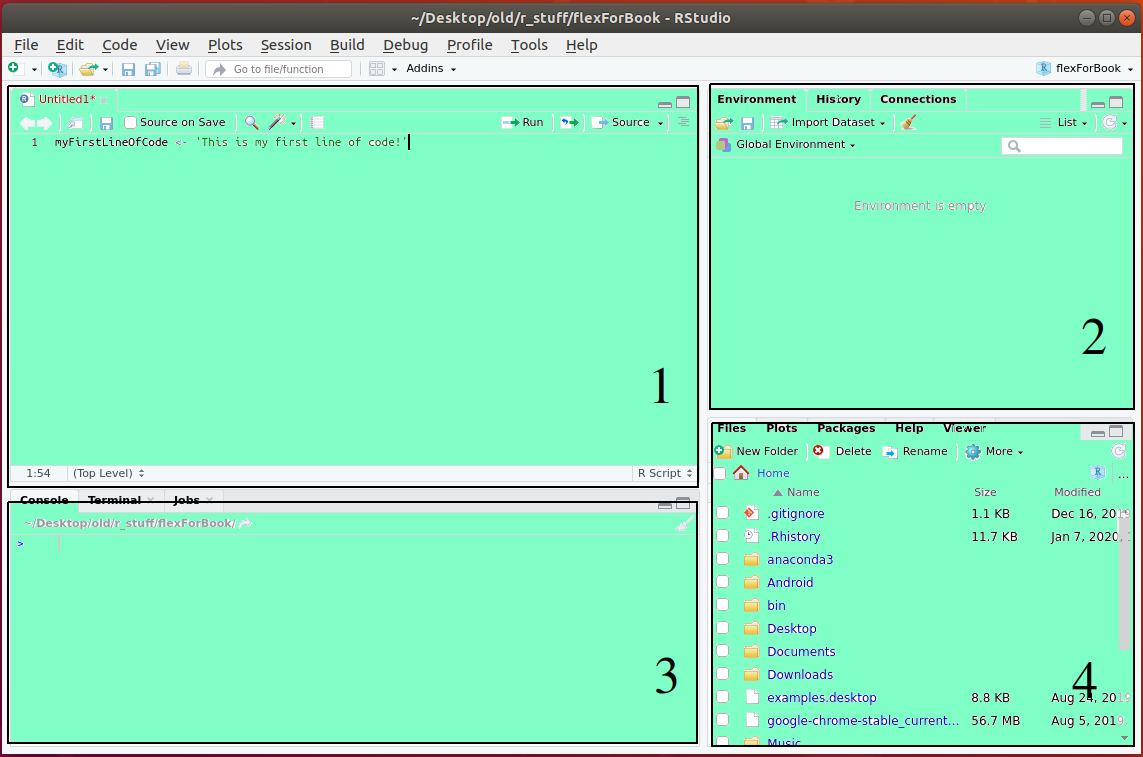 ~/Desktop/old/r_stuff/flexForBook - RStudio
File Edit Code View Plots Session Build Debug Profile Tools Help
Go to file/function Addins flexForBook
Untitled1*
Source on Save Run Source
1 myFirstLineOfCode <- 'This is my first line of code!'
1
1:54 (Top Level) R Script
Environment History Connections
Import Dataset List
Global Environment
Environment is empty
2
Console Terminal Jobs
~/Desktop/old/r_stuff/flexForBook/
>
3
Files Plots Packages Help Viewer
New Folder Delete Rename More
Home ...
Name Size Modified
.gitignore 1.1 KB Dec 16, 2019
.Rhistory 11.7 KB Jan 7, 2020,
anaconda3
Android
bin
Desktop
Documents
Downloads
examples.desktop 8.8 KB Aug 24, 2019
google-chrome-stable_current... 56.7 MB Aug 5, 2019,
Music
4